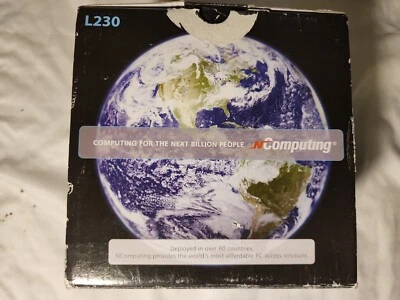 L230
COMPUTING FOR THE NEXT BILLION PEOPLE NComputing®
Deployed in over 80 countries,
NComputing provides the world's most affordable PC access solutions.